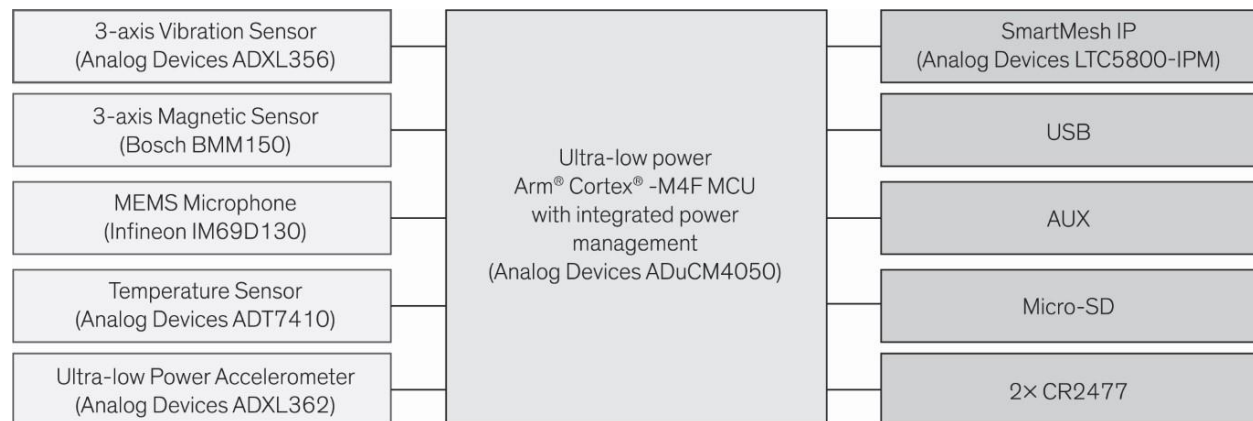 3-axis Vibration Sensor
(Analog Devices ADXL356)
3-axis Magnetic Sensor
(Bosch BMM150)
MEMS Microphone
(Infineon IM69D130)
Temperature Sensor
(Analog Devices ADT7410)
Ultra-low Power Accelerometer
(Analog Devices ADXL362)
Ultra-low power
Arm® Cortex® -M4F MCU
with integrated power
management
(Analog Devices ADuCM4050)
SmartMesh IP
(Analog Devices LTC5800-IPM)
USB
AUX
Micro-SD
2× CR2477